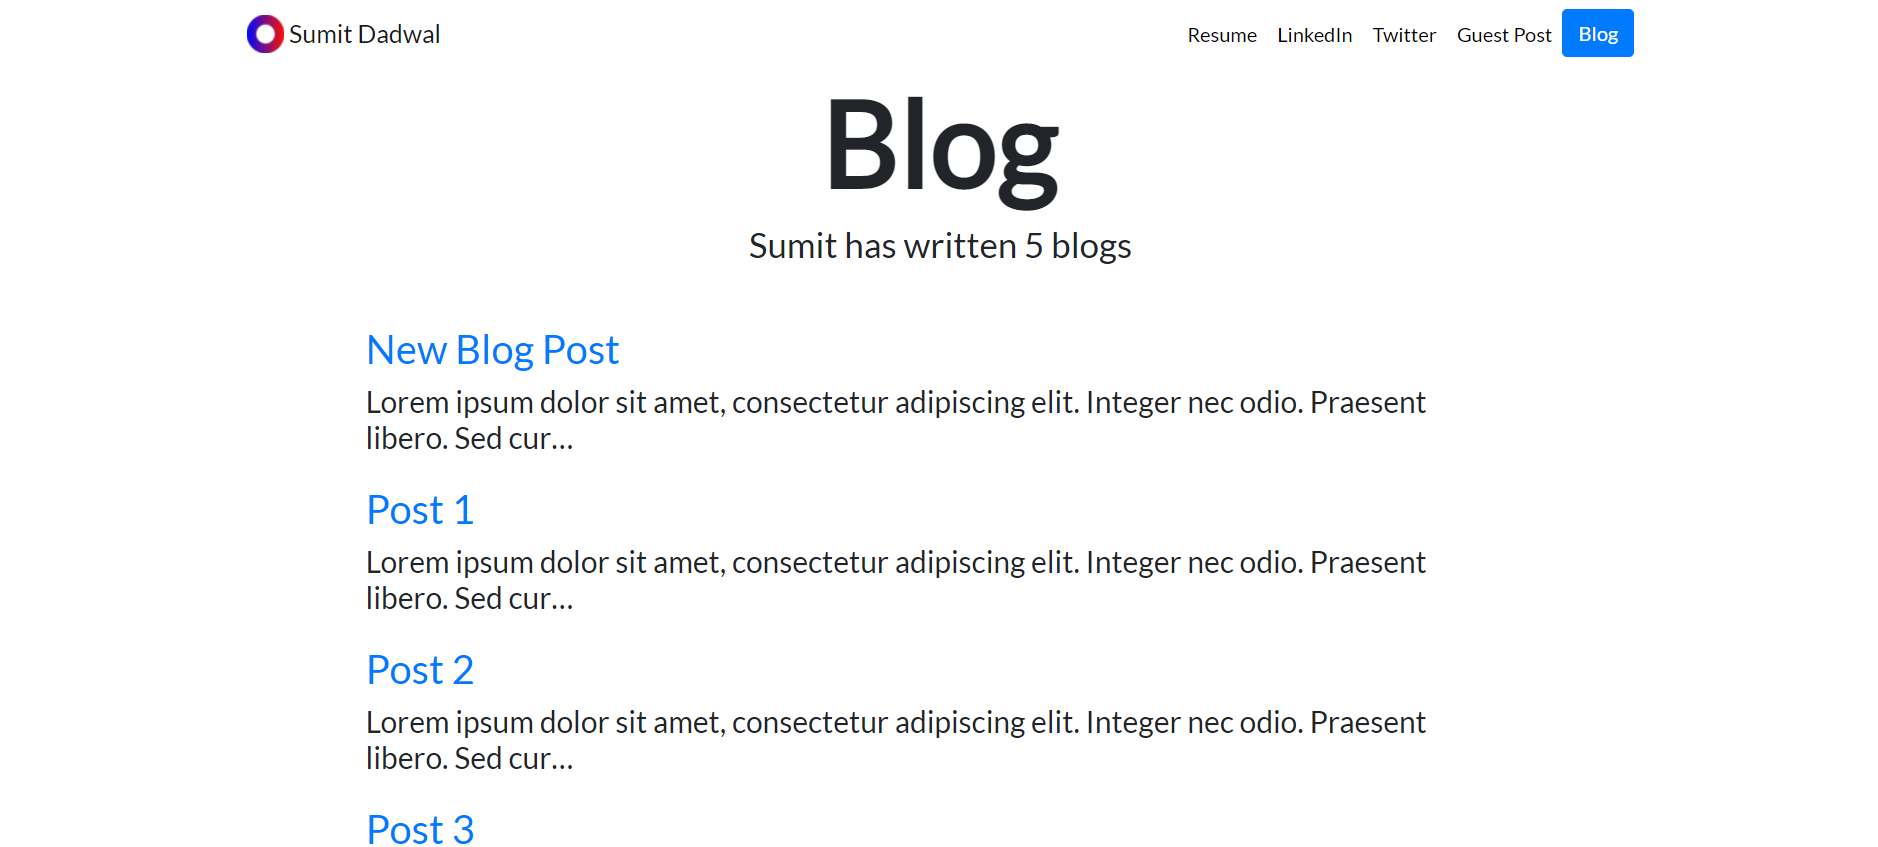 Sumit Dadwal
Resume
LinkedIn
Twitter
Guest Post
Blog
Blog
Sumit has written 5 blogs
New Blog Post
Lorem ipsum dolor sit amet, consectetur adipiscing elit. Integer nec odio. Praesent
libero. Sed cur...
Post 1
Lorem ipsum dolor sit amet, consectetur adipiscing elit. Integer nec odio. Praesent
libero. Sed cur...
Post 2
Lorem ipsum dolor sit amet, consectetur adipiscing elit. Integer nec odio. Praesent
libero. Sed cur...
Post 3